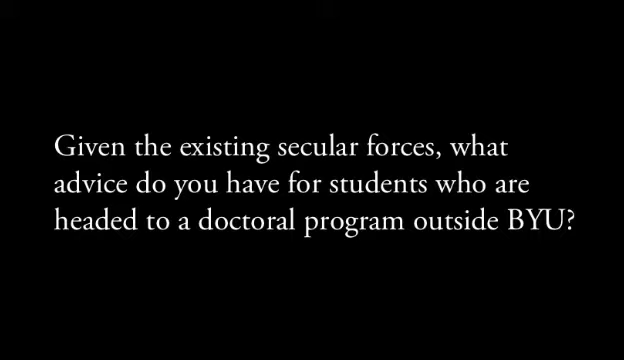 Given the existing secular forces, what
advice do you have for students who are
headed to a doctoral program outside BYU?